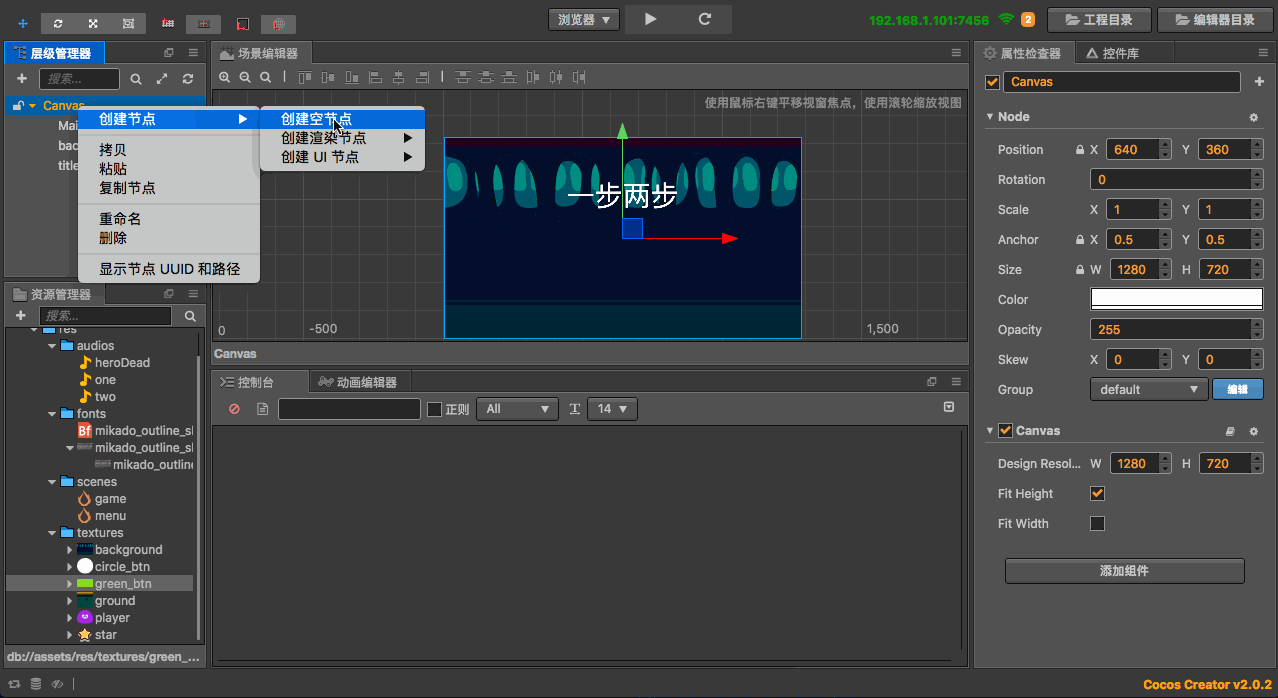 浏览器
192.168.1.101:7456
2
工程目录
编辑器目录
层级管理器
搜索...
Canvas
Mai
bac
title
创建节点
拷贝
粘贴
复制节点
重命名
删除
显示节点 UUID 和路径
创建空节点
创建渲染节点
创建 UI 节点
场景编辑器
使用鼠标右键平移视窗焦点，使用滚轮缩放视图
一步两步
0
-500
1,500
Canvas
资源管理器
搜索...
res
audios
heroDead
one
two
fonts
Bf
mikado_outline_sl
mikado_outline_sl
mikado_outline
scenes
game
menu
textures
background
circle_btn
green_btn
ground
player
star
db://assets/res/textures/green_...
控制台
动画编辑器
正则
All
14
属性检查器
控件库
Canvas
Node
Position X 640 Y 360
Rotation 0
Scale X 1 Y 1
Anchor X 0.5 Y 0.5
Size W 1280 H 720
Color
Opacity 255
Skew X 0 Y 0
Group default 编辑
Canvas
Design Resol... W 1280 H 720
Fit Height
Fit Width
添加组件
Cocos Creator v2.0.2